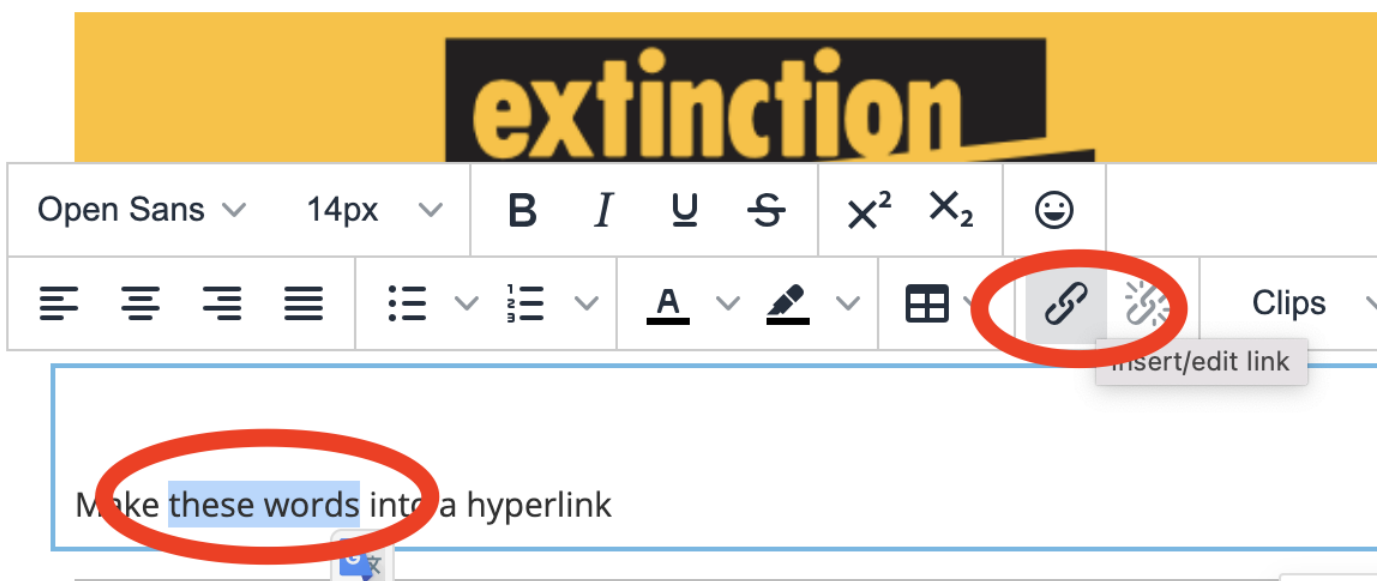 extinction
Open Sans 14px B I U S X² X₂
A Clips
Insert/edit link
Make these words into a hyperlink